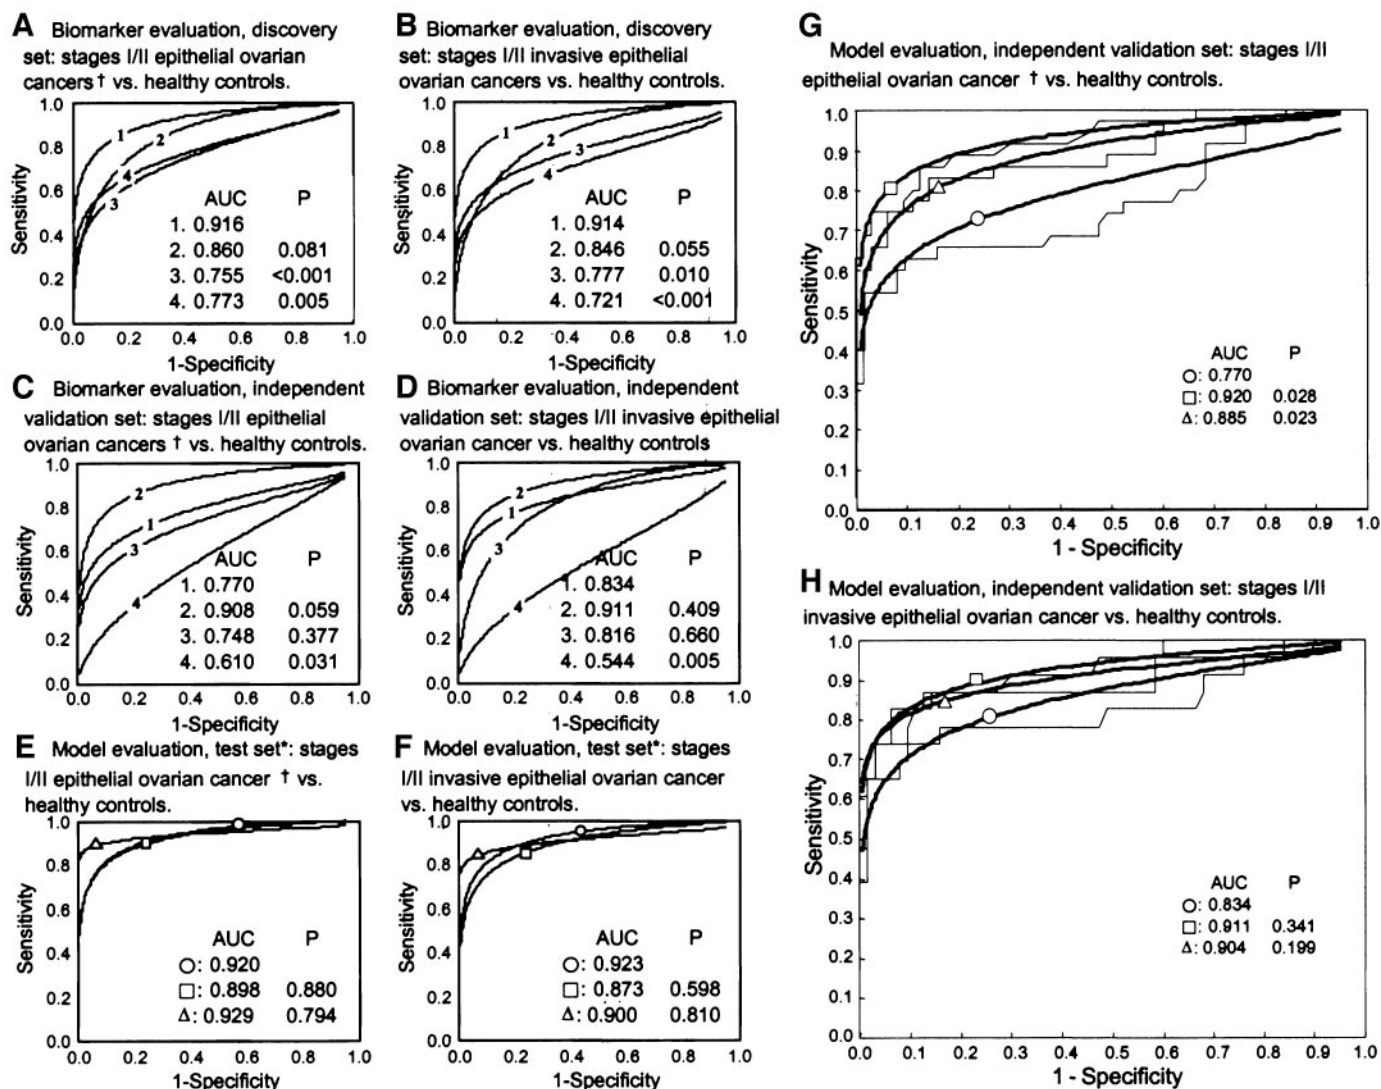 A Biomarker evaluation, discovery
set: stages I/II epithelial ovarian
cancers † vs. healthy controls.
1.0
0.8
0.6
0.4
0.2
0.0
Sensitivity
1
2
4
3
AUC P
1. 0.916
2. 0.860 0.081
3. 0.755 <0.001
4. 0.773 0.005
0.2 0.4 0.6 0.8 1.0
1-Specificity
B Biomarker evaluation, discovery
set: stages I/II invasive epithelial
ovarian cancers vs. healthy controls.
1.0
0.8
0.6
0.4
0.2
0.0
Sensitivity
1
2
3
4
AUC P
1. 0.914
2. 0.846 0.055
3. 0.777 0.010
4. 0.721 <0.001
0.2 0.4 0.6 0.8 1.0
1-Specificity
C Biomarker evaluation, independent
validation set: stages I/II epithelial
ovarian cancers † vs. healthy controls.
1.0
0.8
0.6
0.4
0.2
0.0
Sensitivity
2
1
3
4
AUC P
1. 0.770
2. 0.908 0.059
3. 0.748 0.377
4. 0.610 0.031
0.0 0.2 0.4 0.6 0.8 1.0
1-Specificity
D Biomarker evaluation, independent
validation set: stages I/II invasive epithelial
ovarian cancer vs. healthy controls
1.0
0.8
0.6
0.4
0.2
0.0
Sensitivity
2
1
3
4
AUC P
1. 0.834
2. 0.911 0.409
3. 0.816 0.660
4. 0.544 0.005
0.0 0.2 0.4 0.6 0.8 1.0
1-Specificity
E Model evaluation, test set*: stages
I/II epithelial ovarian cancer † vs.
healthy controls.
1.0
0.8
0.6
0.4
0.2
0.0
Sensitivity
AUC P
○: 0.920
□: 0.898 0.880
△: 0.929 0.794
0.0 0.2 0.4 0.6 0.8 1.0
1-Specificity
F Model evaluation, test set*: stages
I/II invasive epithelial ovarian cancer
vs. healthy controls.
1.0
0.8
0.6
0.4
0.2
0.0
Sensitivity
AUC P
○: 0.923
□: 0.873 0.598
△: 0.900 0.810
0.0 0.2 0.4 0.6 0.8 1.0
1-Specificity
G
Model evaluation, independent validation set: stages I/II
epithelial ovarian cancer † vs. healthy controls.
1.0
0.9
0.8
0.7
0.6
0.5
0.4
0.3
0.2
0.1
0.0
Sensitivity
AUC P
○: 0.770
□: 0.920 0.028
△: 0.885 0.023
0.0 0.1 0.2 0.3 0.4 0.5 0.6 0.7 0.8 0.9 1.0
1 - Specificity
H Model evaluation, independent validation set: stages I/II
invasive epithelial ovarian cancer vs. healthy controls.
1.0
0.9
0.8
0.7
0.6
0.5
0.4
0.3
0.2
0.1
0.0
Sensitivity
AUC P
○: 0.834
□: 0.911 0.341
△: 0.904 0.199
0.0 0.1 0.2 0.3 0.4 0.5 0.6 0.7 0.8 0.9 1.0
1 - Specificity